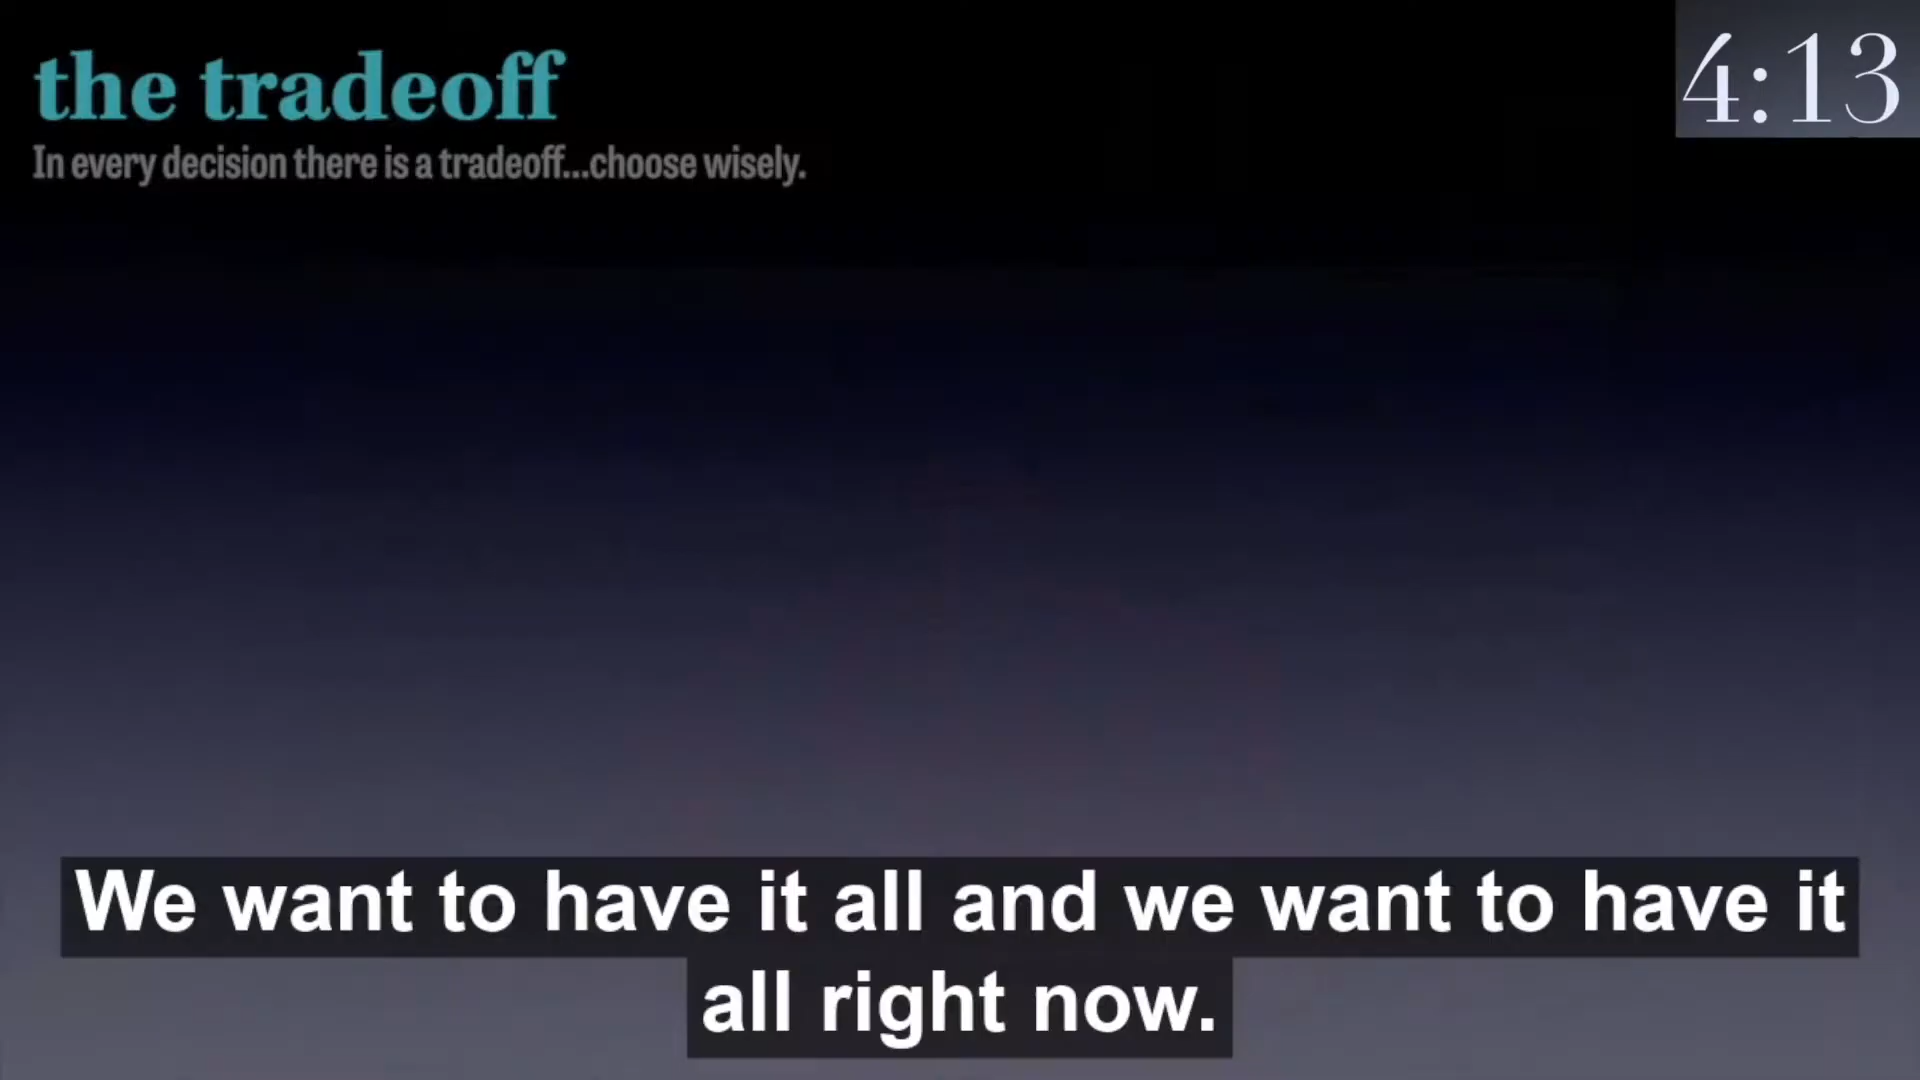 the tradeoff
4:13
In every decision there is a tradeoff...choose wisely.
We want to have it all and we want to have it
all right now.